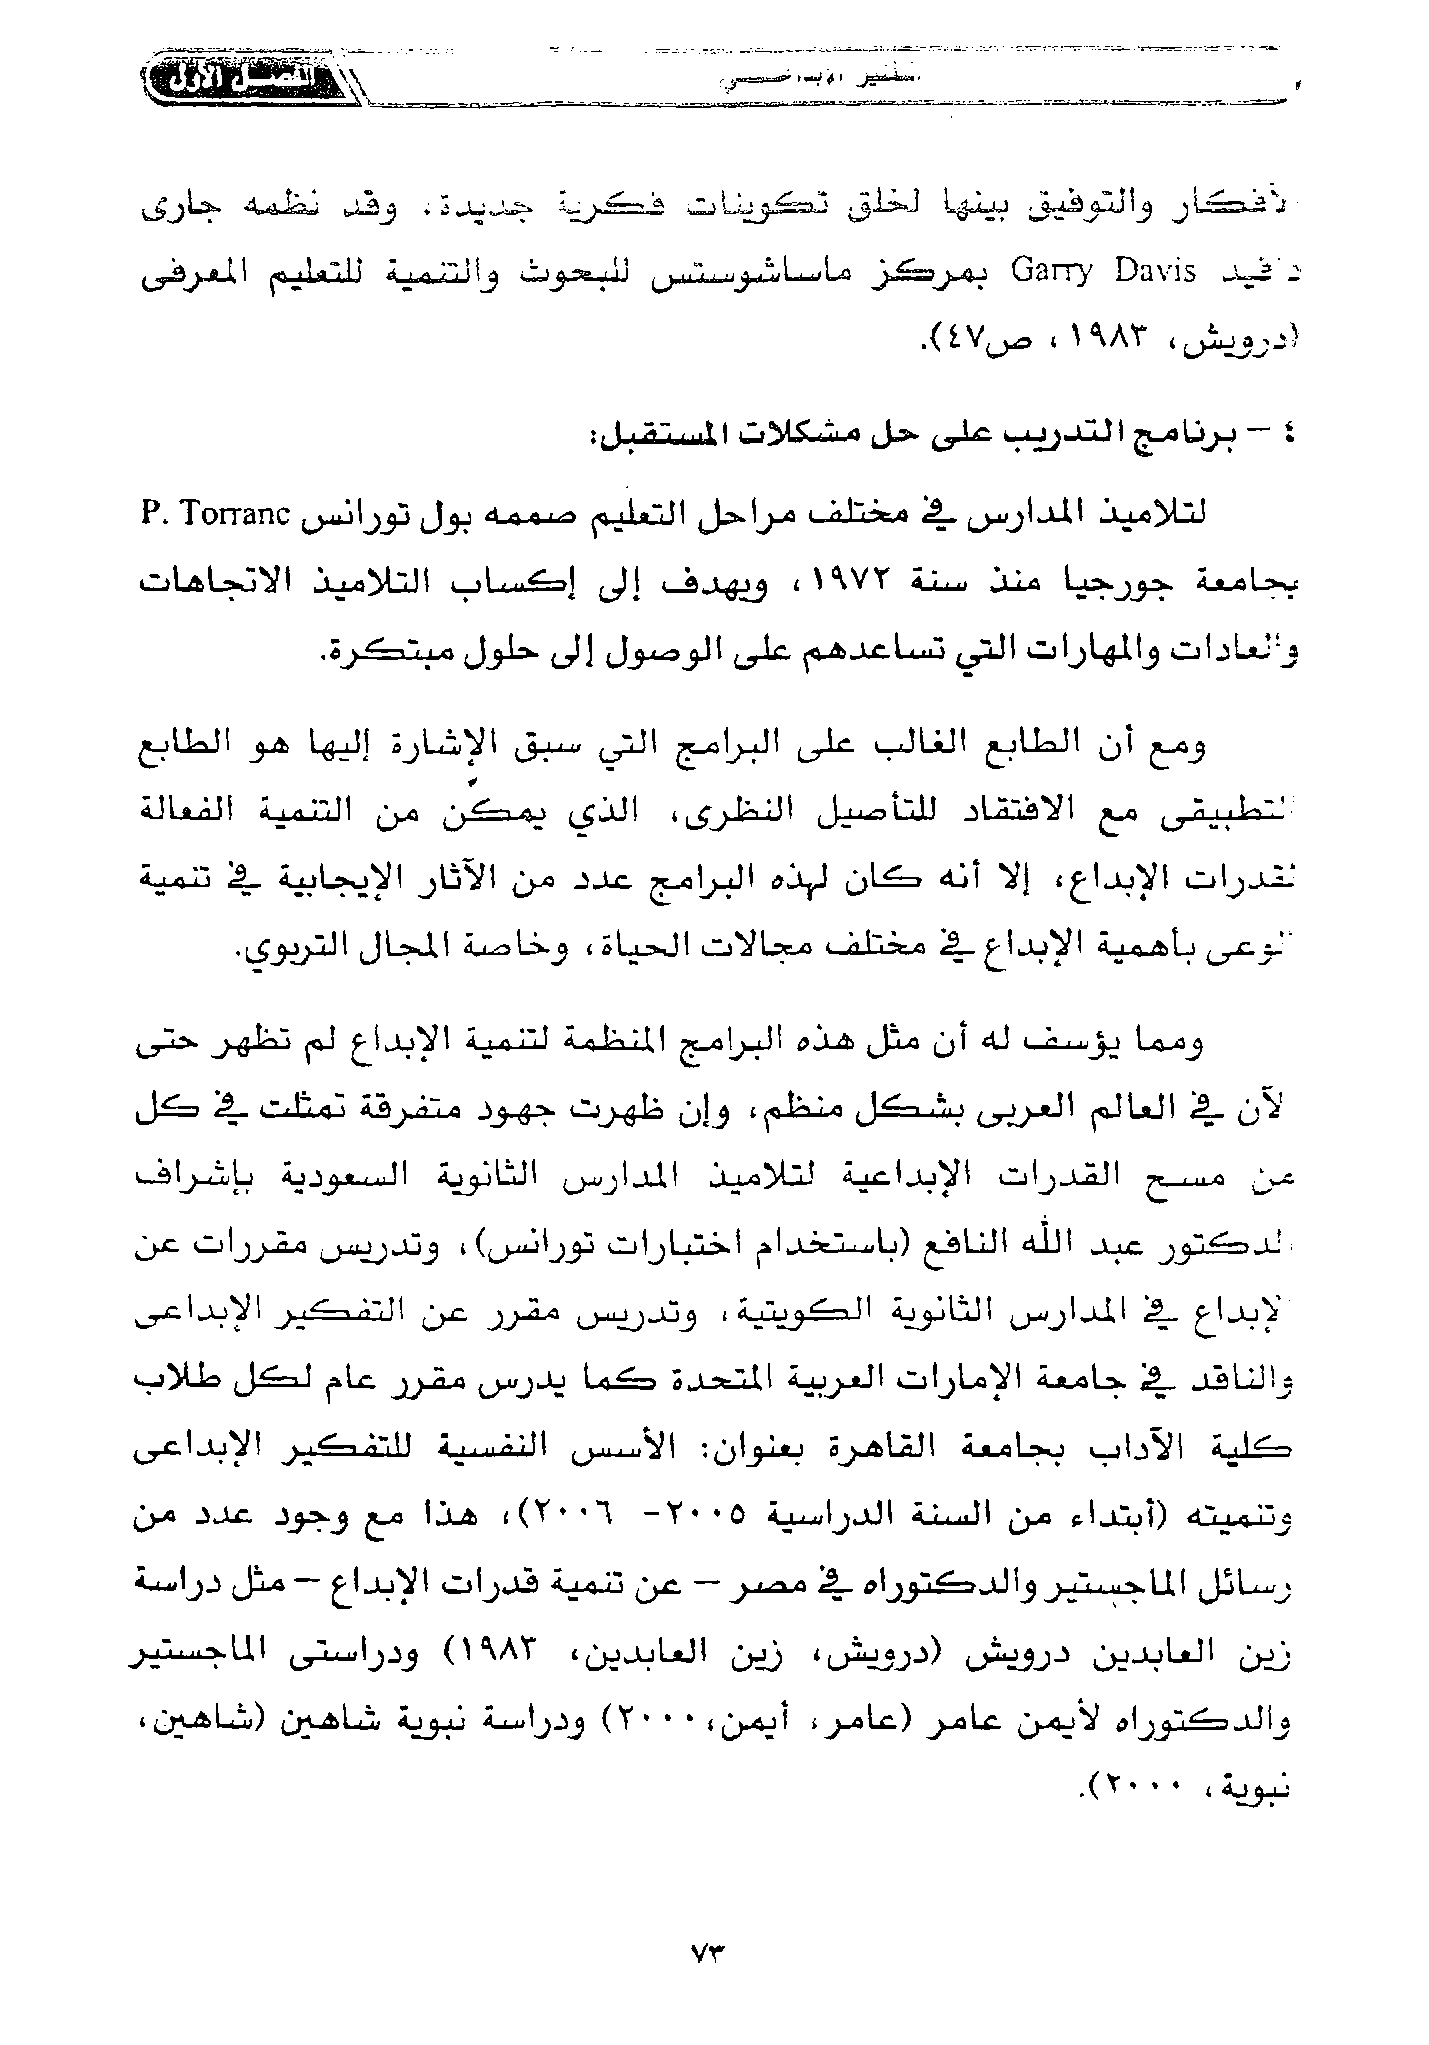 الفصل الأول
التفكير الإبداعي
لأفكار والتوفيق بينها لخلق تكوينات فكرية جديدة، وقد نظمه جارى
دافيد Garry Davis بمركز ماساشوستس للبحوث والتنمية للتعليم المعرفى
(درويش، ١٩٨٣، ص٤٧).
٤ – برنامج التدريب على حل مشكلات المستقبل:
لتلاميذ المدارس في مختلف مراحل التعليم صممه بول تورانس P. Torranc
بجامعة جورجيا منذ سنة ١٩٧٢، ويهدف إلى إكساب التلاميذ الاتجاهات
والعادات والمهارات التي تساعدهم على الوصول إلى حلول مبتكرة.
ومع أن الطابع الغالب على البرامج التي سبق الإشارة إليها هو الطابع
التطبيقى مع الافتقاد للتأصيل النظرى، الذي يمكن من التنمية الفعالة
لقدرات الإبداع، إلا أنه كان لهذه البرامج عدد من الآثار الإيجابية في تنمية
الوعى بأهمية الإبداع في مختلف مجالات الحياة، وخاصة المجال التربوي.
ومما يؤسف له أن مثل هذه البرامج المنظمة لتنمية الإبداع لم تظهر حتى
لآن في العالم العربى بشكل منظم، وإن ظهرت جهود متفرقة تمثلت في كل
من مسح القدرات الإبداعية لتلاميذ المدارس الثانوية السعودية بإشراف
الدكتور عبد الله النافع (باستخدام اختبارات تورانس)، وتدريس مقررات عن
لإبداع في المدارس الثانوية الكويتية، وتدريس مقرر عن التفكير الإبداعى
والناقد في جامعة الإمارات العربية المتحدة كما يدرس مقرر عام لكل طلاب
كلية الآداب بجامعة القاهرة بعنوان: الأسس النفسية للتفكير الإبداعى
وتنميته (أبتداء من السنة الدراسية ٢٠٠٥- ٢٠٠٦)، هذا مع وجود عدد من
رسائل الماجستير والدكتوراه في مصر – عن تنمية قدرات الإبداع – مثل دراسة
زين العابدين درويش (درويش، زين العابدين، ١٩٨٣) ودراستى الماجستير
والدكتوراه لأيمن عامر (عامر، أيمن، ٢٠٠٠) ودراسة نبوية شاهين (شاهين،
نبوية، ٢٠٠٠).
٧٣